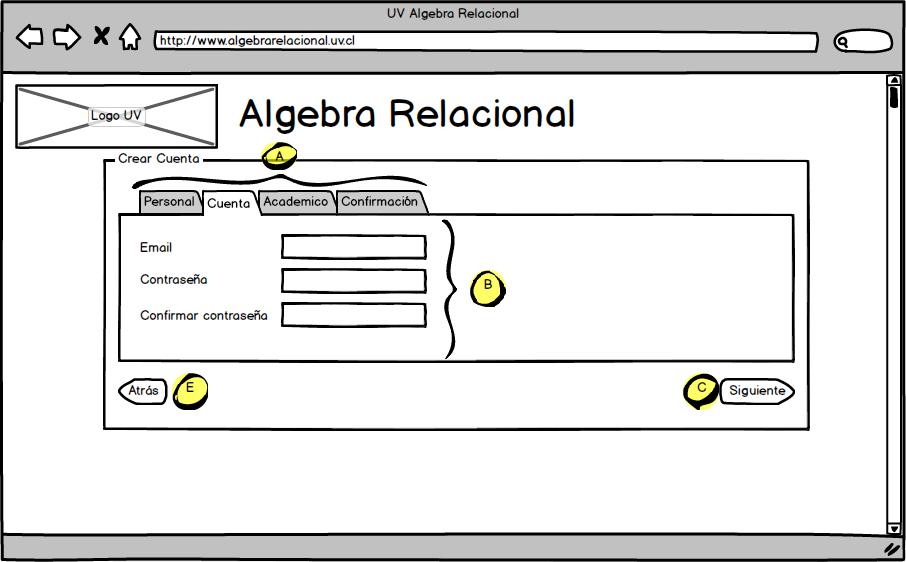 UV Algebra Relacional
http://www.algebrarelacional.uv.cl
Logo UV
Algebra Relacional
Crear Cuenta
A
Personal Cuenta Academico Confirmación
Email
Contraseña
B
Confirmar contraseña
Atrás E C Siguiente